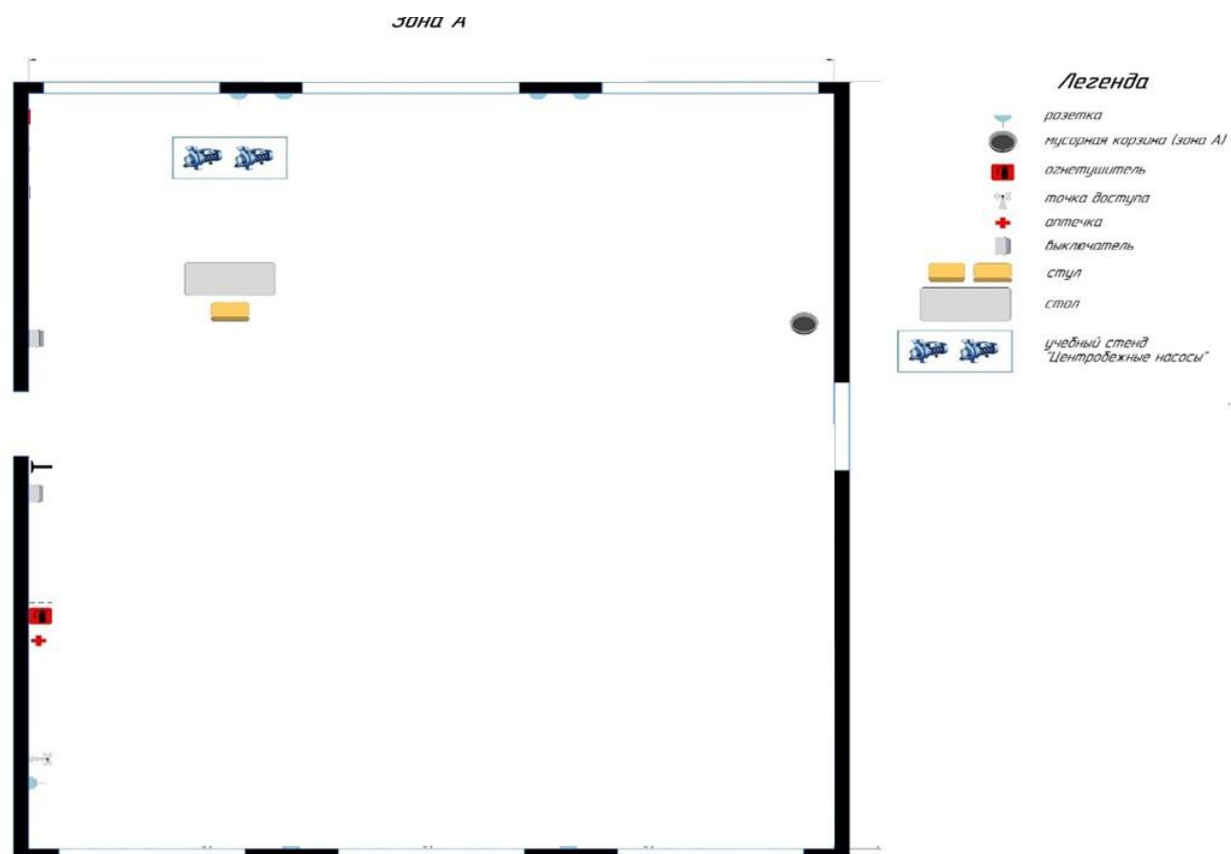 Зона А
Легенда
розетка
мусорная корзина (зона А)
огнетушитель
точка доступа
аптечка
выключатель
стул
стол
учебный стенд
"Центробежные насосы"